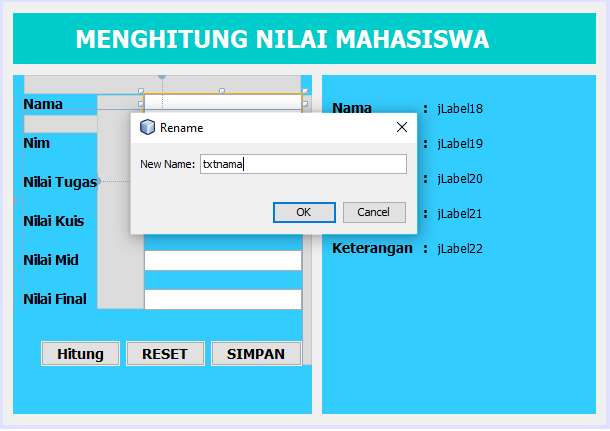 MENGHITUNG NILAI MAHASISWA
Nama
Nim
Nilai Tugas
Nilai Kuis
Nilai Mid
Nilai Final
Hitung RESET SIMPAN
Rename
New Name: txtnama
OK Cancel
Nama : jLabel18
: jLabel19
: jLabel20
: jLabel21
Keterangan : jLabel22